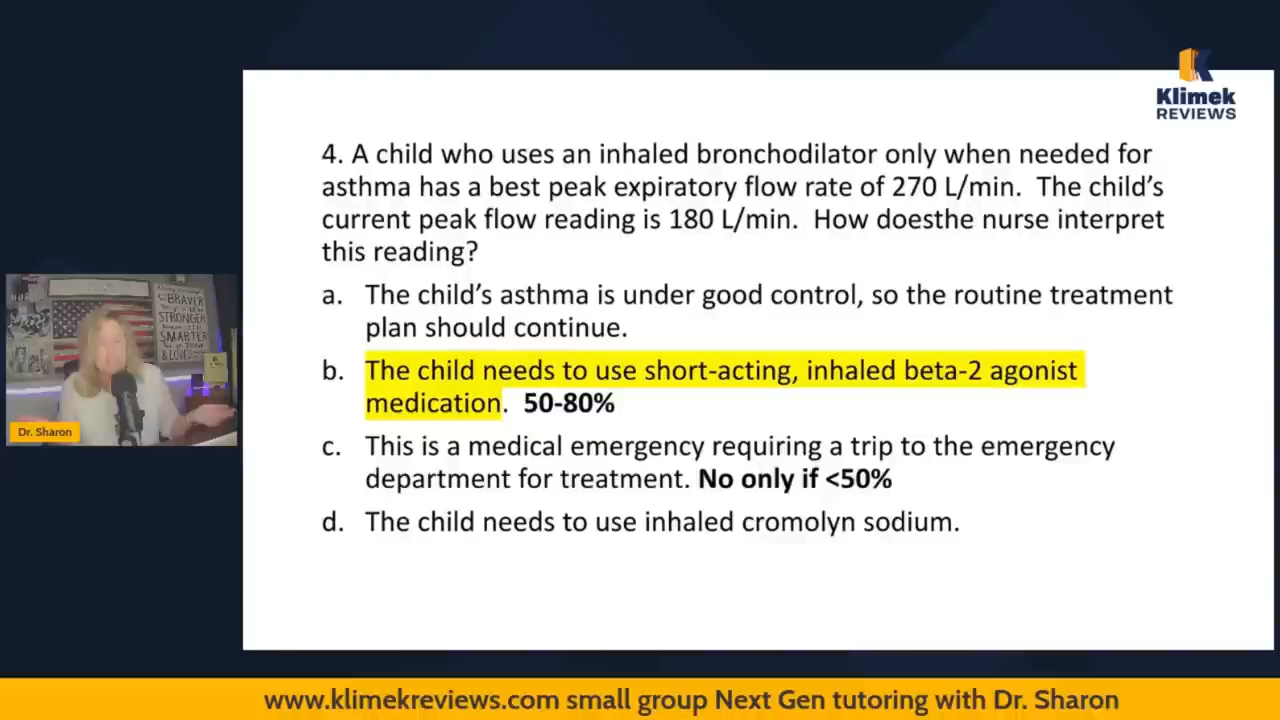 Klimek
REVIEWS
4. A child who uses an inhaled bronchodilator only when needed for
asthma has a best peak expiratory flow rate of 270 L/min.  The child's
current peak flow reading is 180 L/min.  How doesthe nurse interpret
this reading?
a. The child's asthma is under good control, so the routine treatment
plan should continue.
b. The child needs to use short-acting, inhaled beta-2 agonist
medication.  50-80%
c. This is a medical emergency requiring a trip to the emergency
department for treatment. No only if <50%
d. The child needs to use inhaled cromolyn sodium.
BRAVER
STRONGER
SMARTER
& LOVED
Dr. Sharon
www.klimekreviews.com small group Next Gen tutoring with Dr. Sharon